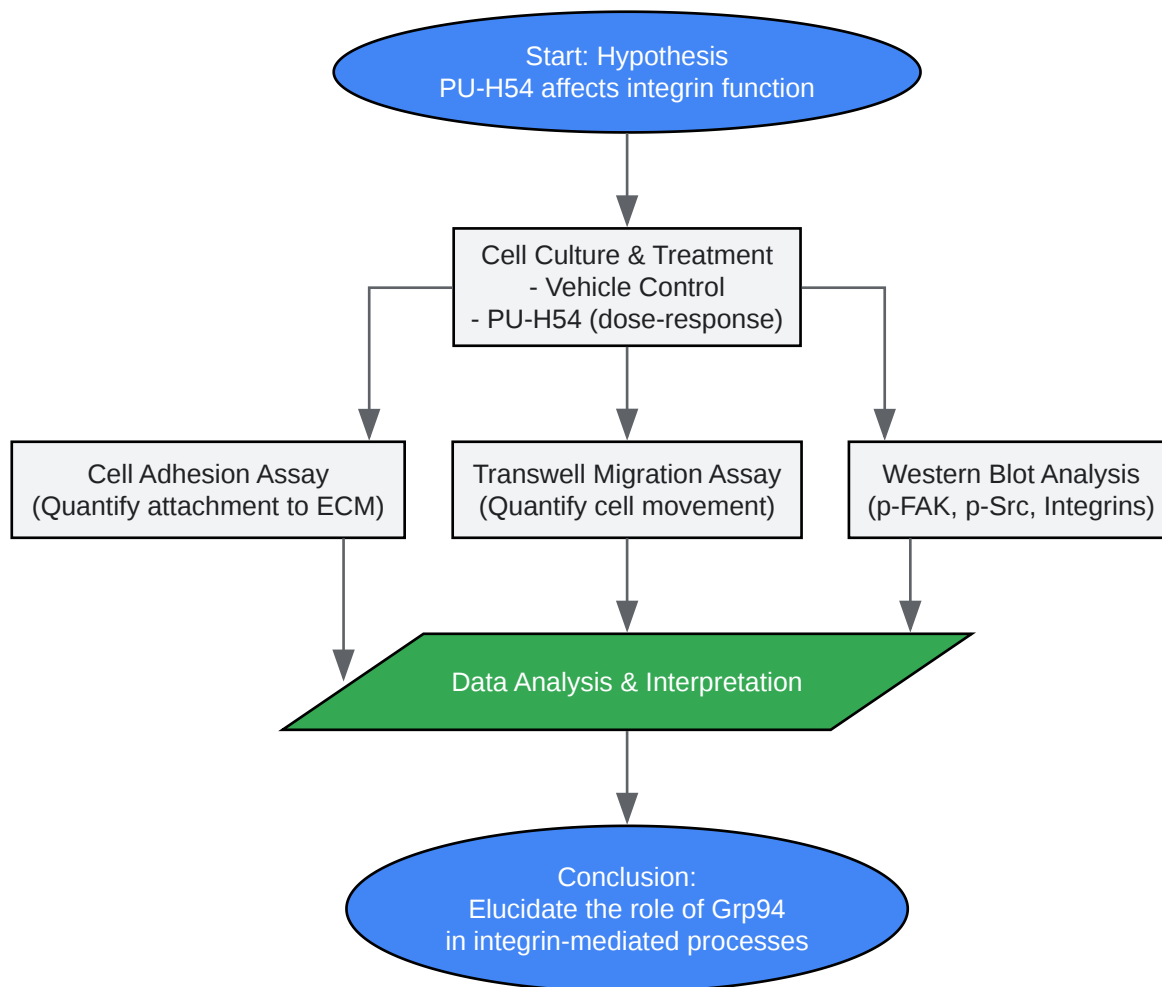 Start: Hypothesis
PU-H54 affects integrin function
Cell Culture & Treatment
- Vehicle Control
- PU-H54 (dose-response)
Cell Adhesion Assay
(Quantify attachment to ECM)
Transwell Migration Assay
(Quantify cell movement)
Western Blot Analysis
(p-FAK, p-Src, Integrins)
Data Analysis & Interpretation
Conclusion:
Elucidate the role of Grp94
in integrin-mediated processes